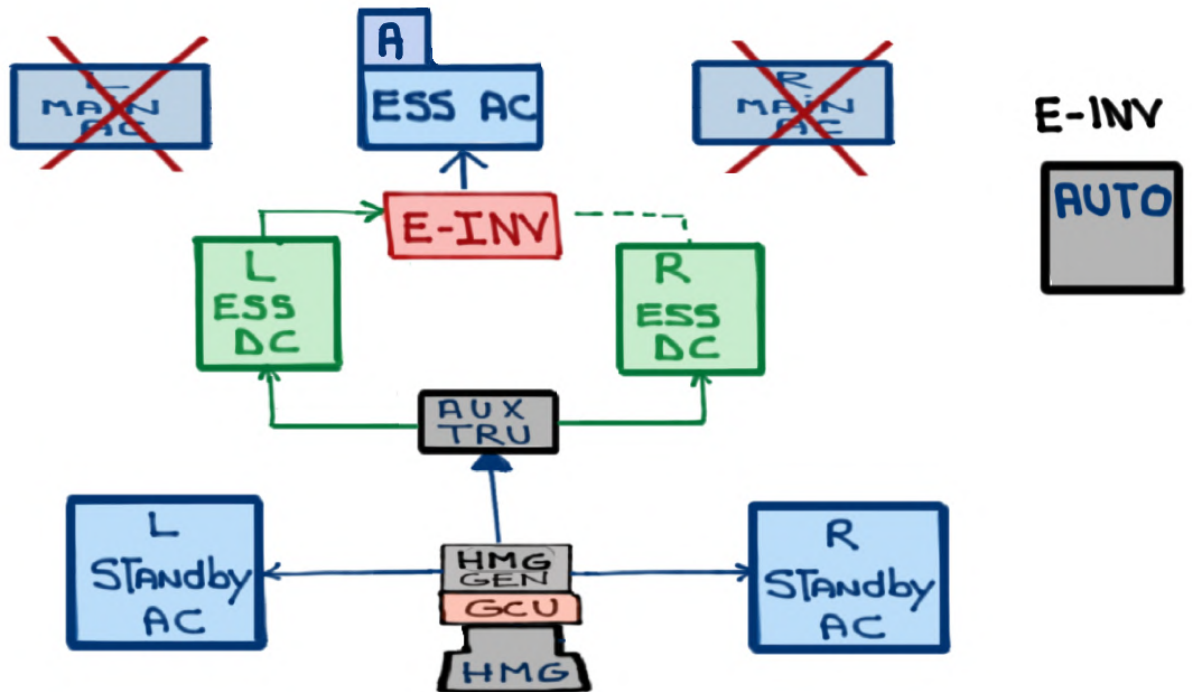 A
L
MAiN
AC
ESS AC
R
MAiN
AC
E-INV
AUTO
E-INV
L
ESS
DC
R
ESS
DC
AUX
TRU
L
STANdby
AC
HMG
GEN
GCU
HMG
R
STANdby
AC